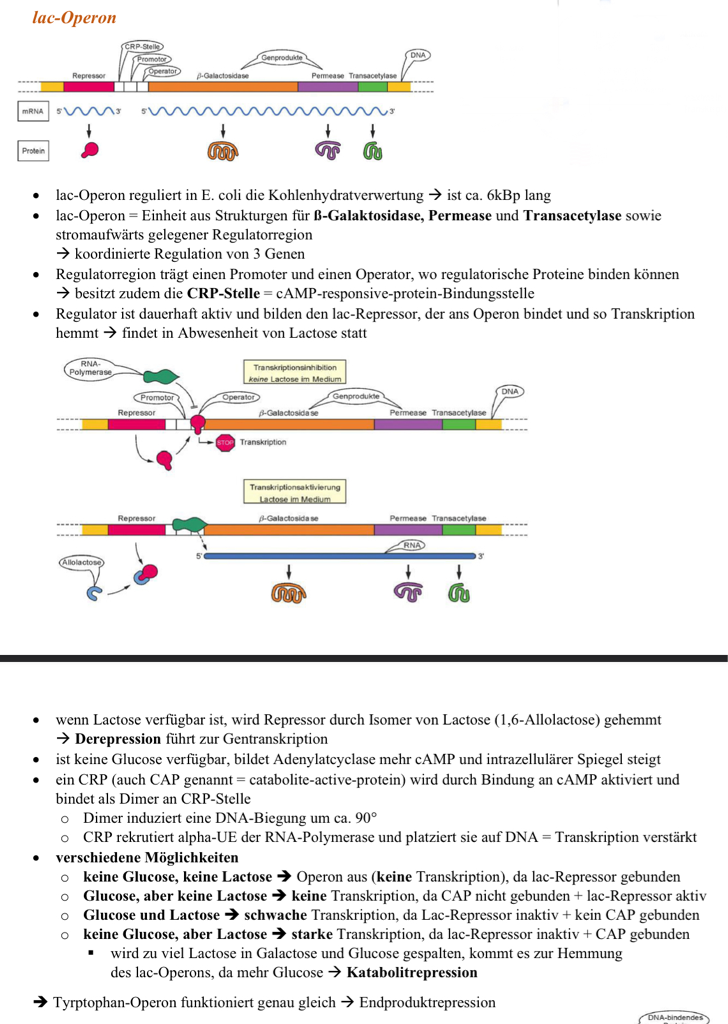 lac-Operon
CRP-Stelle
Promotor
Operator
Genprodukte
DNA
Repressor
β-Galactosidase
Permease Transacetylase
mRNA
5'
3'
5'
3'
Protein
• lac-Operon reguliert in E. coli die Kohlenhydratverwertung → ist ca. 6kBp lang
• lac-Operon = Einheit aus Strukturgen für ß-Galaktosidase, Permease und Transacetylase sowie
stromaufwärts gelegener Regulatorregion
→ koordinierte Regulation von 3 Genen
• Regulatorregion trägt einen Promoter und einen Operator, wo regulatorische Proteine binden können
→ besitzt zudem die CRP-Stelle = cAMP-responsive-protein-Bindungsstelle
• Regulator ist dauerhaft aktiv und bilden den lac-Repressor, der ans Operon bindet und so Transkription
hemmt → findet in Abwesenheit von Lactose statt
RNA-
Polymerase
Transkriptionsinhibition
keine Lactose im Medium
Promotor
Operator
Genprodukte
DNA
Repressor
β-Galactosidase
Permease Transacetylase
STOP Transkription
Transkriptionsaktivierung
Lactose im Medium
Repressor
β-Galactosidase
Permease Transacetylase
RNA
5'
3'
Allolactose
• wenn Lactose verfügbar ist, wird Repressor durch Isomer von Lactose (1,6-Allolactose) gehemmt
→ Derepression führt zur Gentranskription
• ist keine Glucose verfügbar, bildet Adenylatcyclase mehr cAMP und intrazellulärer Spiegel steigt
• ein CRP (auch CAP genannt = catabolite-active-protein) wird durch Bindung an cAMP aktiviert und
bindet als Dimer an CRP-Stelle
o Dimer induziert eine DNA-Biegung um ca. 90°
o CRP rekrutiert alpha-UE der RNA-Polymerase und platziert sie auf DNA = Transkription verstärkt
• verschiedene Möglichkeiten
o keine Glucose, keine Lactose ➔ Operon aus (keine Transkription), da lac-Repressor gebunden
o Glucose, aber keine Lactose ➔ keine Transkription, da CAP nicht gebunden + lac-Repressor aktiv
o Glucose und Lactose ➔ schwache Transkription, da Lac-Repressor inaktiv + kein CAP gebunden
o keine Glucose, aber Lactose ➔ starke Transkription, da lac-Repressor inaktiv + CAP gebunden
▪ wird zu viel Lactose in Galactose und Glucose gespalten, kommt es zur Hemmung
des lac-Operons, da mehr Glucose → Katabolitrepression
➔ Tyrptophan-Operon funktioniert genau gleich → Endproduktrepression
DNA-bindendes